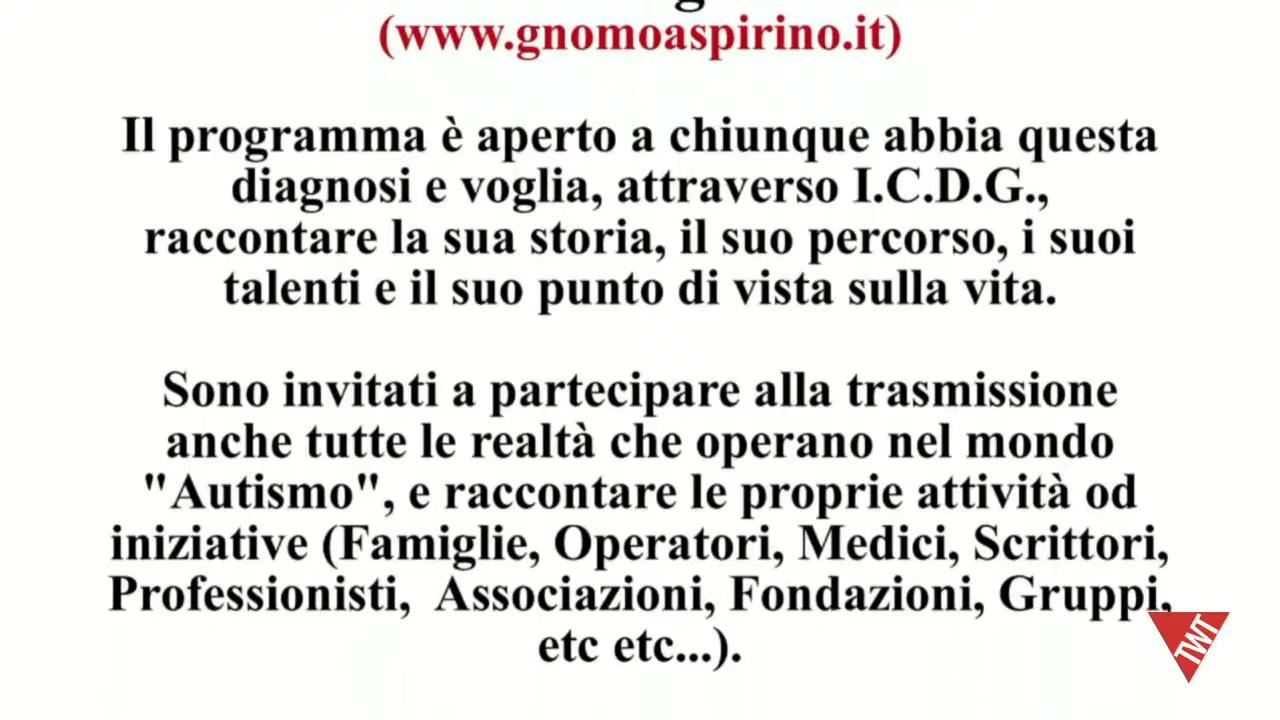 (www.gnomoaspirino.it)
Il programma è aperto a chiunque abbia questa
diagnosi e voglia, attraverso I.C.D.G.,
raccontare la sua storia, il suo percorso, i suoi
talenti e il suo punto di vista sulla vita.
Sono invitati a partecipare alla trasmissione
anche tutte le realtà che operano nel mondo
"Autismo", e raccontare le proprie attività od
iniziative (Famiglie, Operatori, Medici, Scrittori,
Professionisti,  Associazioni, Fondazioni, Gruppi,
etc etc...).
TWT